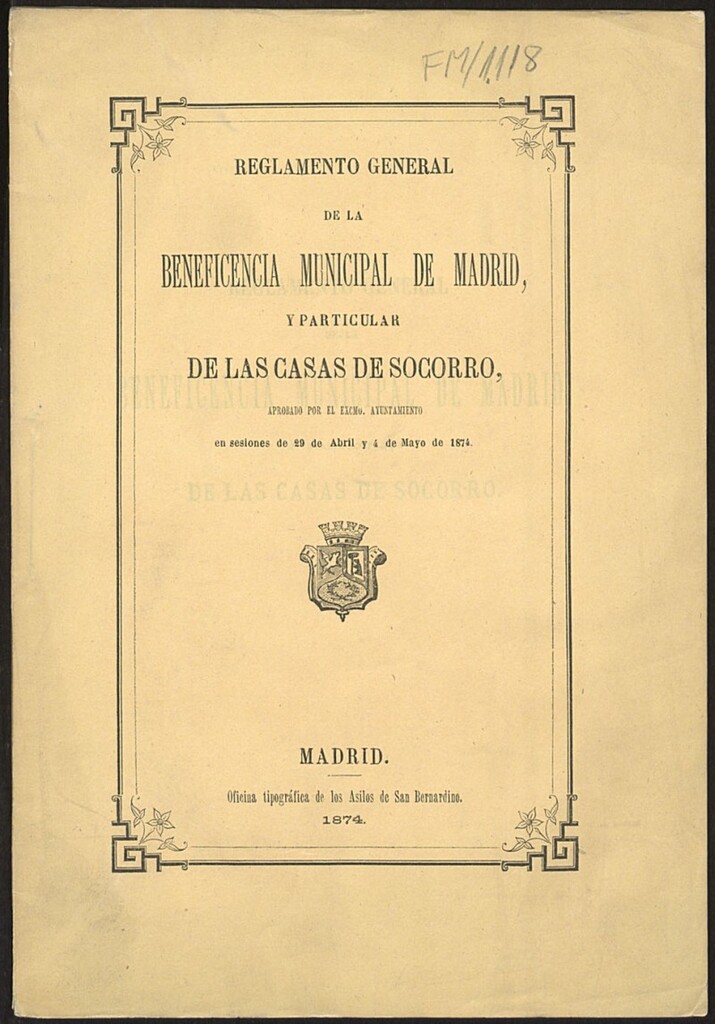 FM/1118
REGLAMENTO GENERAL
DE LA
BENEFICENCIA MUNICIPAL DE MADRID,
Y PARTICULAR
DE LAS CASAS DE SOCORRO,
APROBADO POR EL EXCMO. AYUNTAMIENTO
en sesiones de 29 de Abril y 4 de Mayo de 1874.
MADRID.
Oficina tipográfica de los Asilos de San Bernardino.
1874.